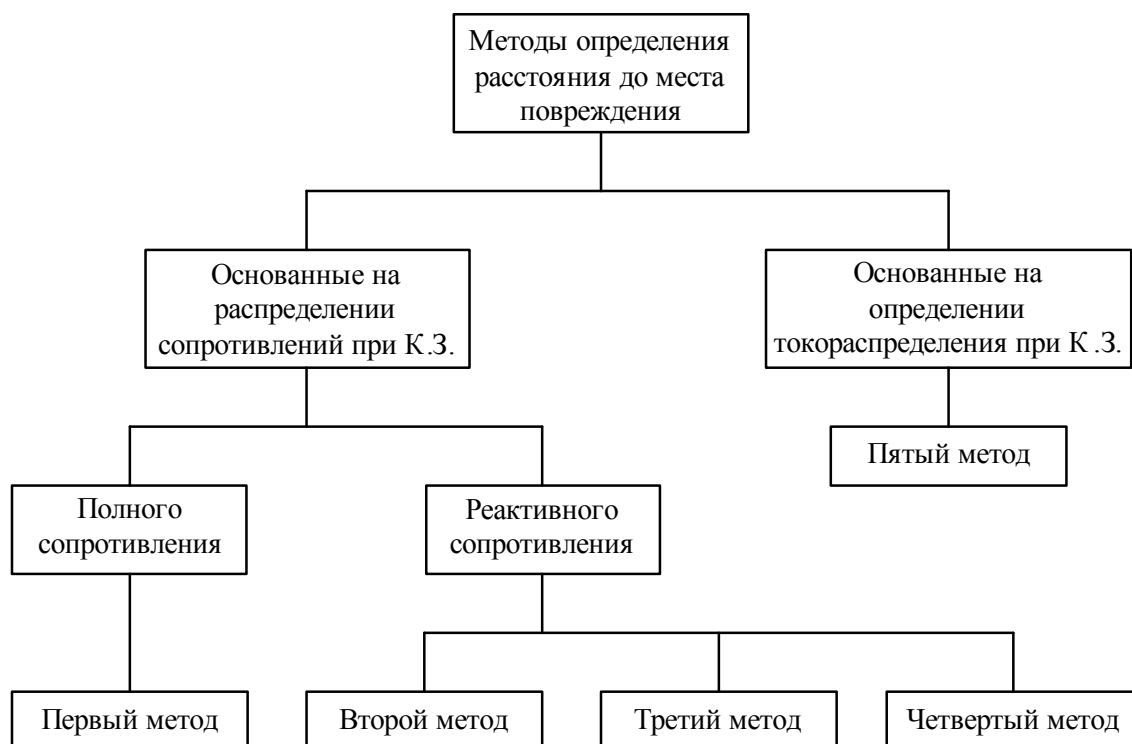 Методы определения
расстояния до места
повреждения
Основанные на
распределении
сопротивлений при К.З.
Основанные на
определении
токораспределения при К .З.
Пятый метод
Полного
сопротивления
Реактивного
сопротивления
Первый метод
Второй метод
Третий метод
Четвертый метод